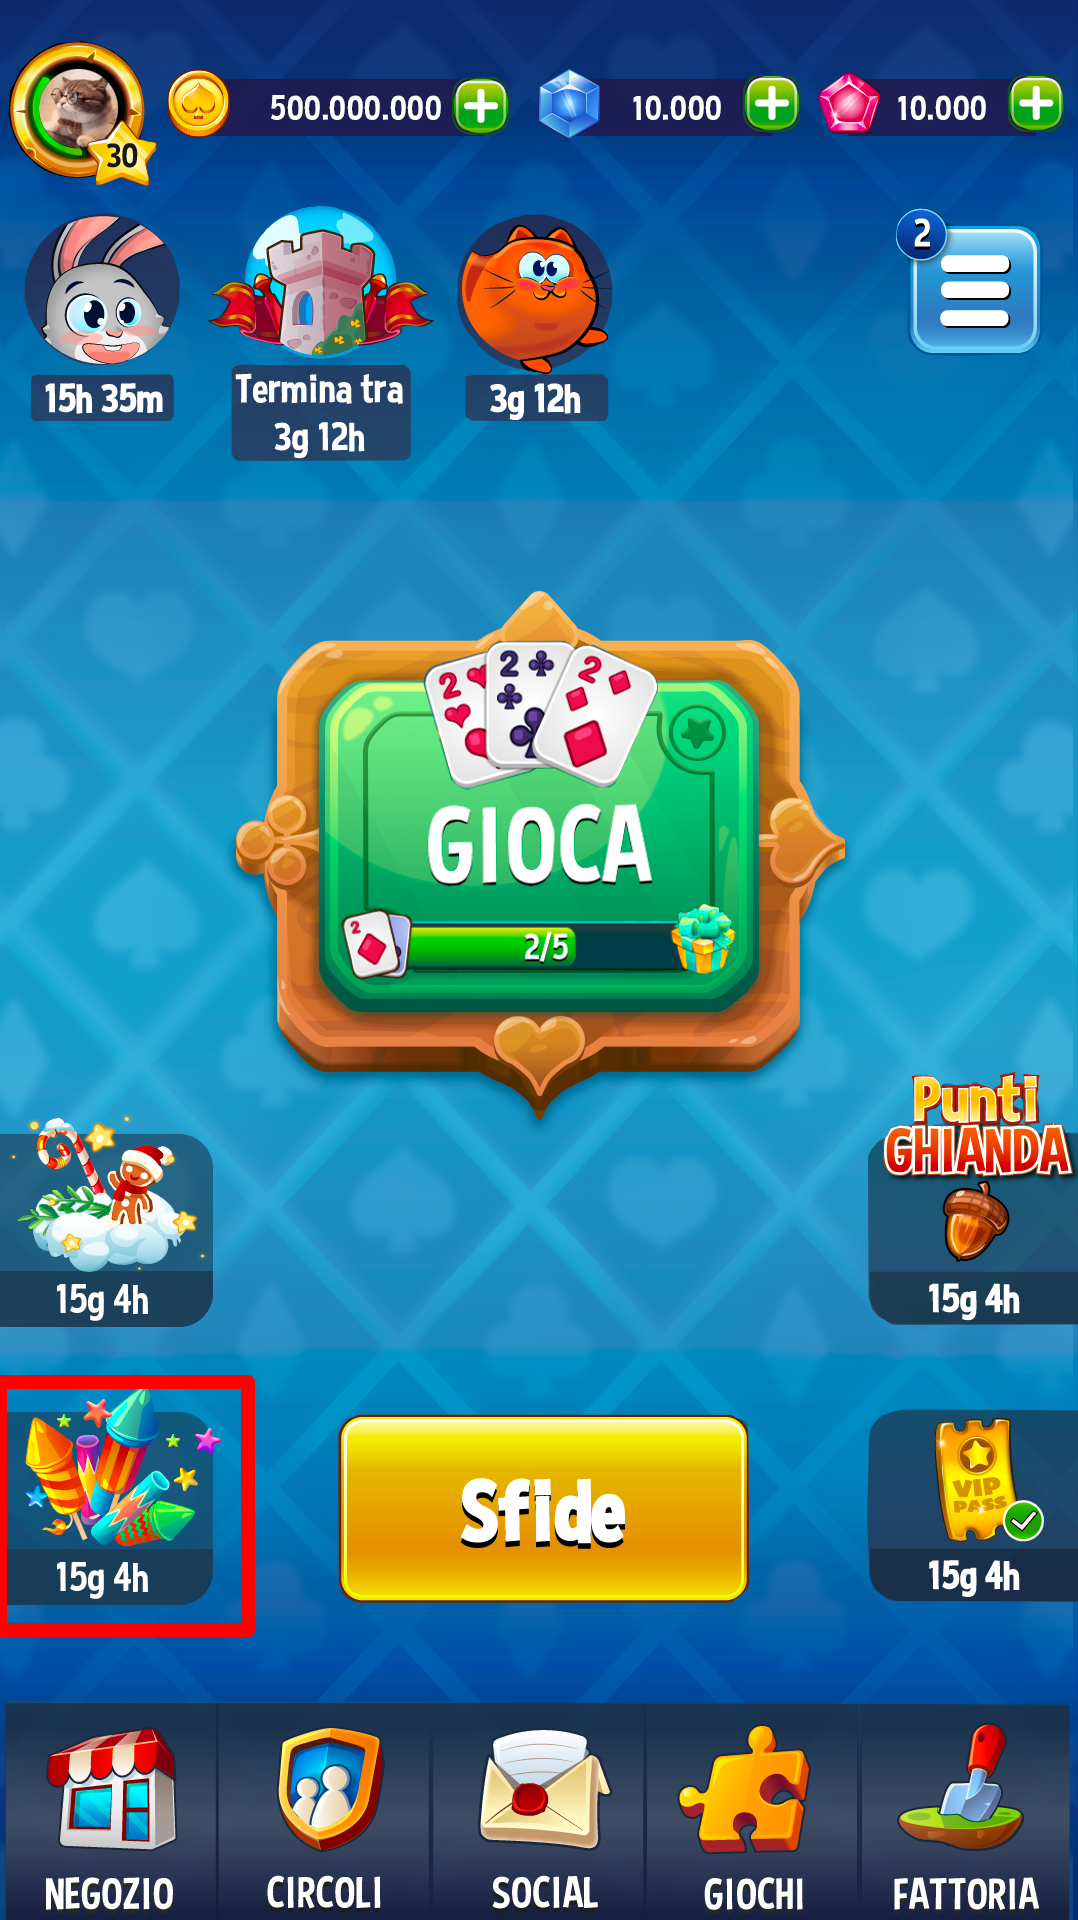 500.000.000
10.000
10.000
30
2
15h 35m
Termina tra
3g 12h
3g 12h
2
2
2
GIOCA
2
2/5
Punti
GHIANDA
15g 4h
15g 4h
VIP
PASS
Sfide
15g 4h
15g 4h
NEGOZIO
CIRCOLI
SOCIAL
GIOCHI
FATTORIA